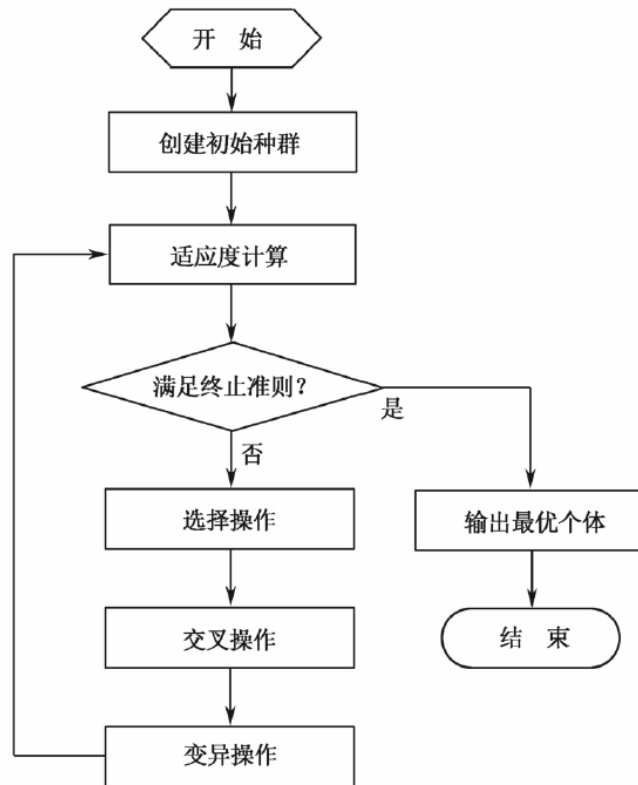 开 始
创建初始种群
适应度计算
满足终止准则?
是
否
选择操作
输出最优个体
交叉操作
结 束
变异操作